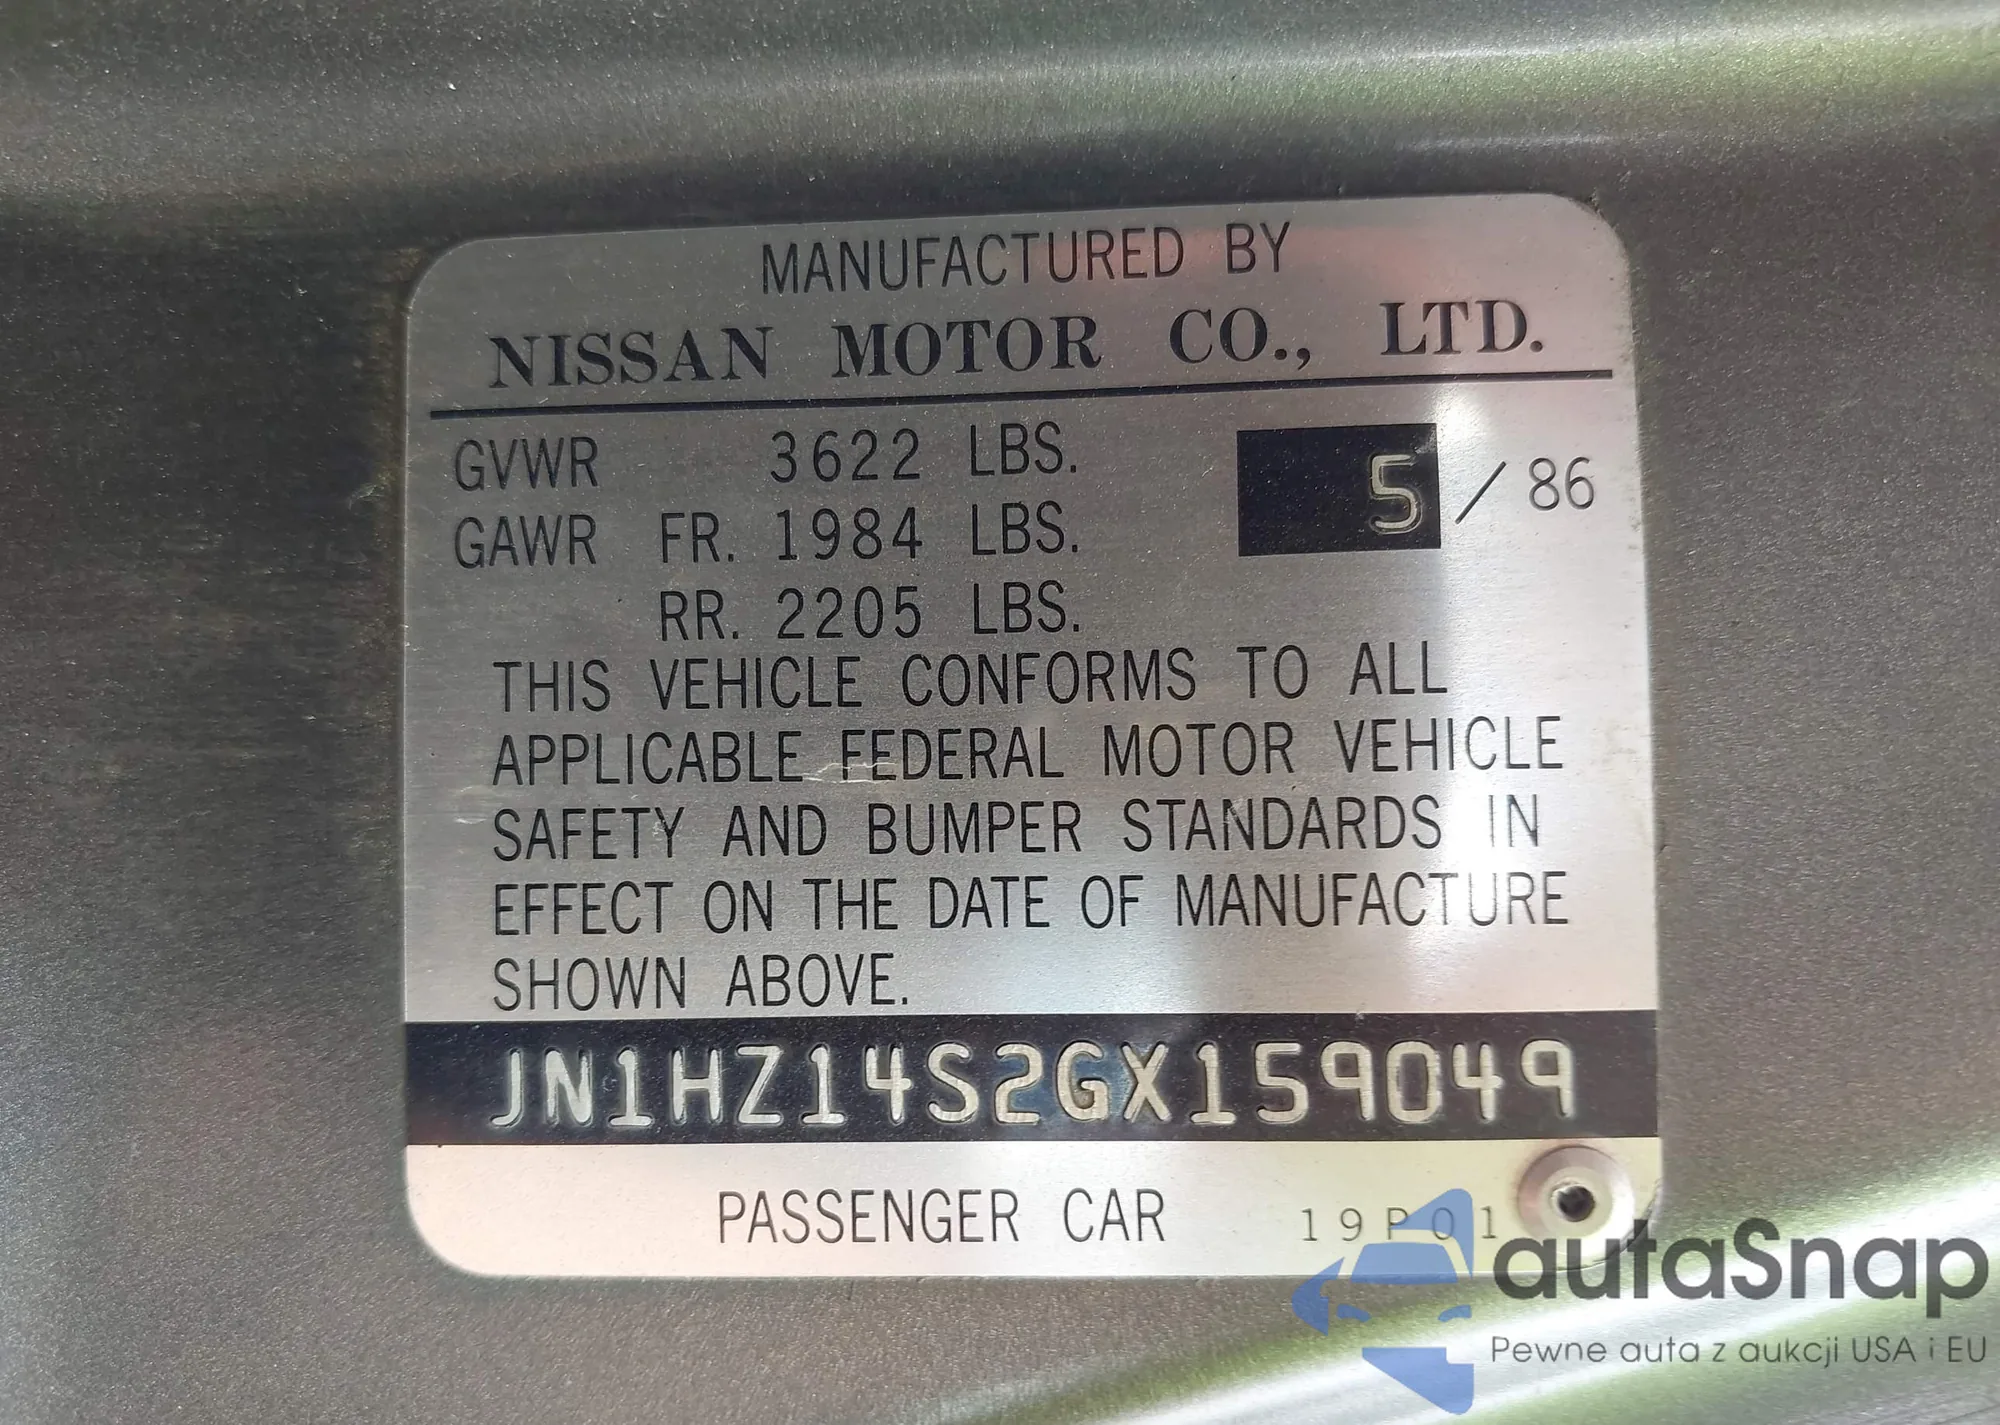 MANUFACTURED BY
NISSAN MOTOR CO., LTD.
GVWR 3622 LBS. 5 / 86
GAWR FR. 1984 LBS.
RR. 2205 LBS.
THIS VEHICLE CONFORMS TO ALL
APPLICABLE FEDERAL MOTOR VEHICLE
SAFETY AND BUMPER STANDARDS IN
EFFECT ON THE DATE OF MANUFACTURE
SHOWN ABOVE.
JN1HZ14S2GX159049
PASSENGER CAR 19P01
autaSnap
Pewne auta z aukcji USA i EU